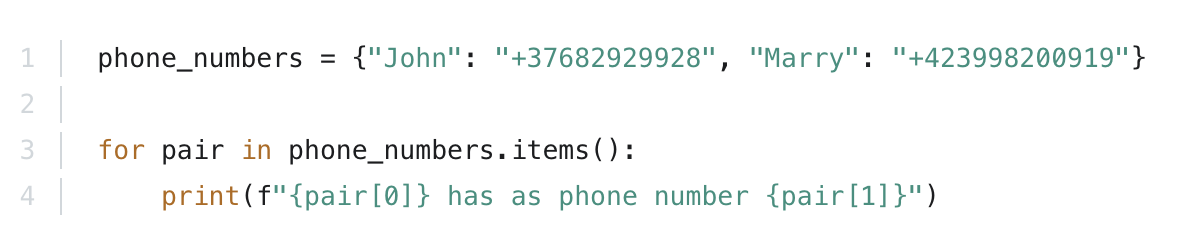 1 phone_numbers = {"John": "+37682929928", "Marry": "+423998200919"}
2
3 for pair in phone_numbers.items():
4     print(f"{pair[0]} has as phone number {pair[1]}")